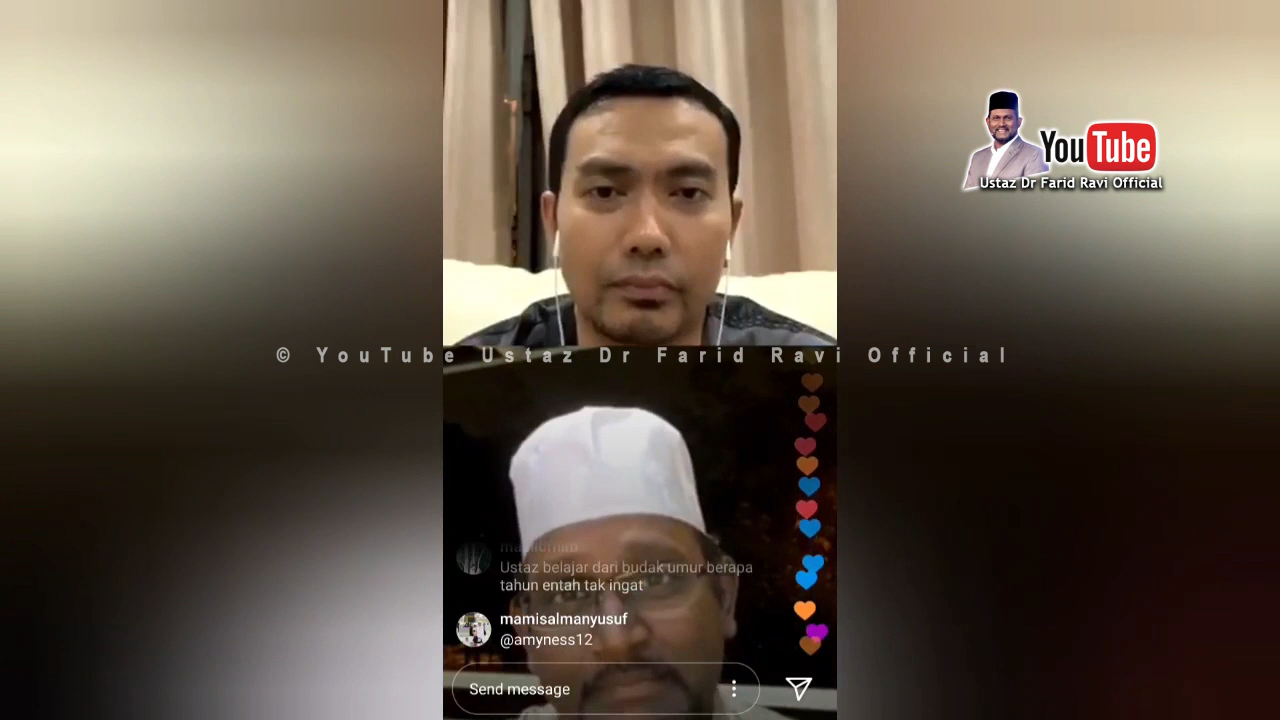 YouTube
Ustaz Dr Farid Ravi Official
© YouTube Ustaz Dr Farid Ravi Official
Ustaz belajar dari budak umur berapa
tahun entah tak ingat
mamisalmanyusuf
@amyness12
Send message